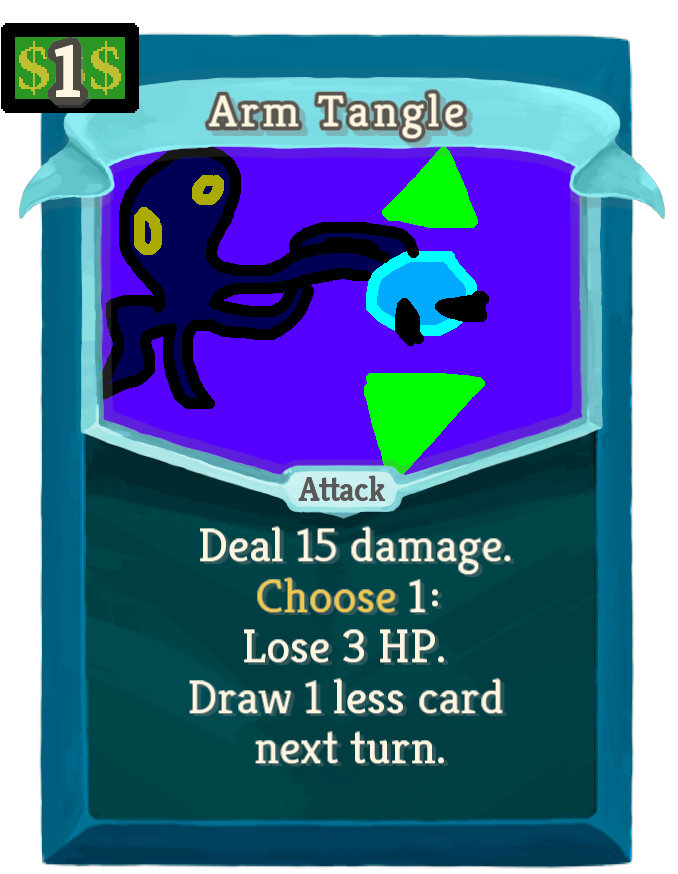 $1$
Arm Tangle
Attack
Deal 15 damage.
Choose 1:
Lose 3 HP.
Draw 1 less card
next turn.